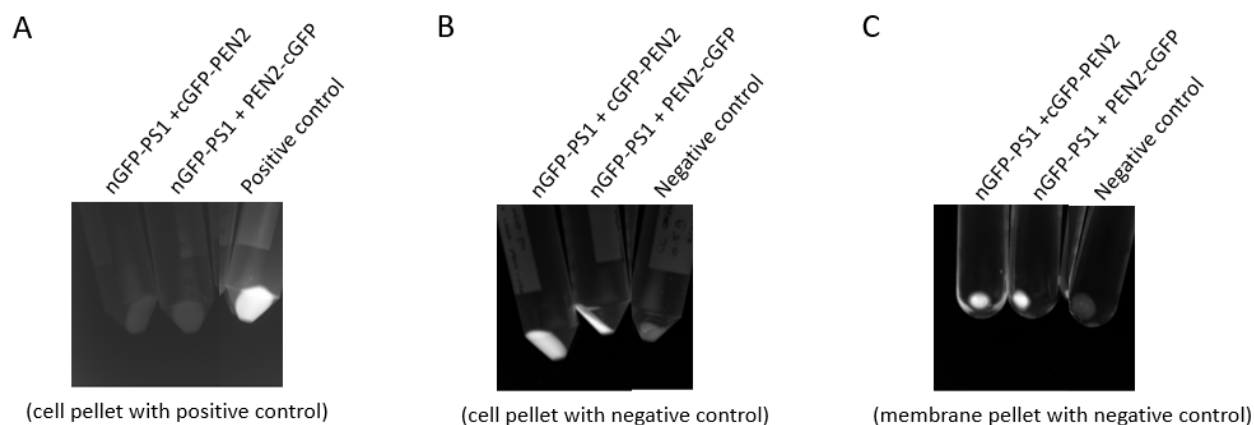 A
B
C
nGFP-PS1 +cGFP-PEN2
nGFP-PS1 + PEN2-cGFP
Positive control
nGFP-PS1 + cGFP-PEN2
nGFP-PS1 + PEN2-cGFP
Negative control
nGFP-PS1 +cGFP-PEN2
nGFP-PS1 + PEN2-cGFP
Negative control
(cell pellet with positive control)
(cell pellet with negative control)
(membrane pellet with negative control)